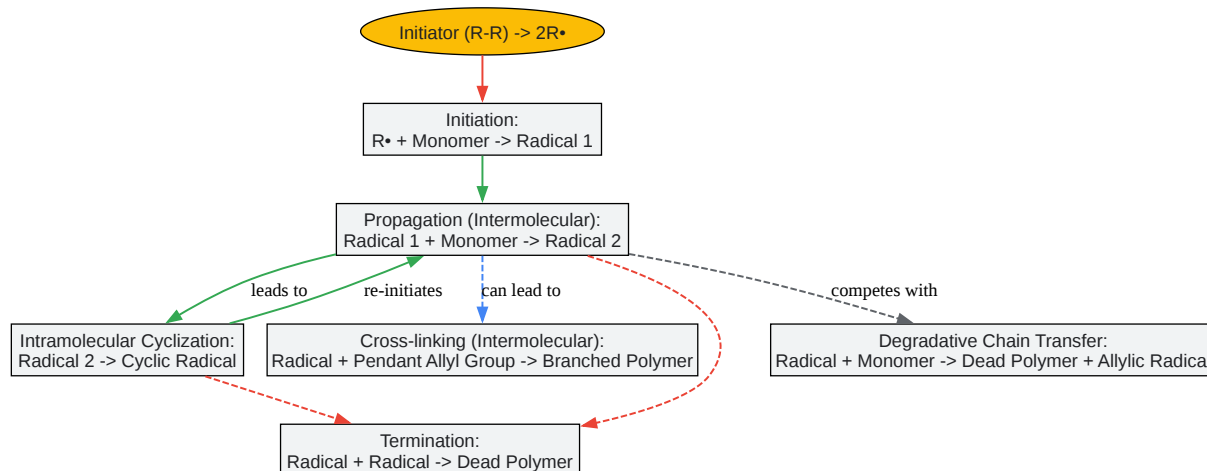 Initiator (R-R) -> 2R•
Initiation:
R• + Monomer -> Radical 1
Propagation (Intermolecular):
Radical 1 + Monomer -> Radical 2
leads to
re-initiates
can lead to
competes with
Intramolecular Cyclization:
Radical 2 -> Cyclic Radical
Cross-linking (Intermolecular):
Radical + Pendant Allyl Group -> Branched Polymer
Degradative Chain Transfer:
Radical + Monomer -> Dead Polymer + Allylic Radical
Termination:
Radical + Radical -> Dead Polymer